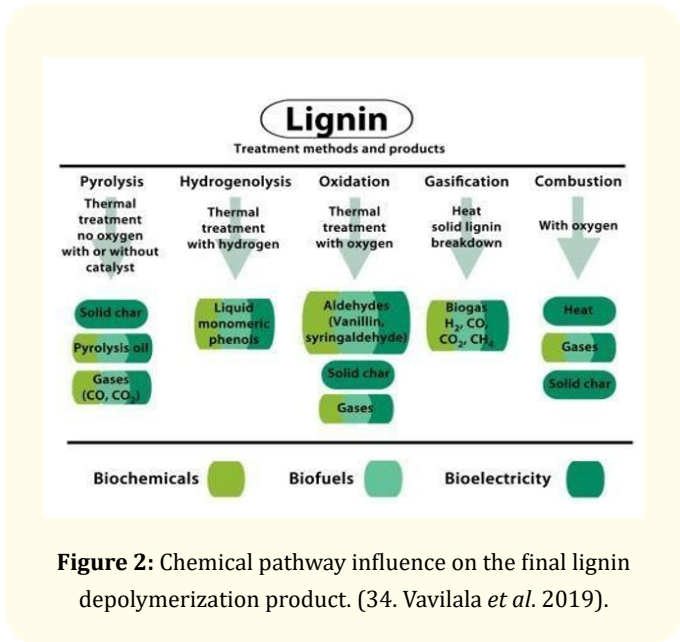 Lignin
Treatment methods and products
Pyrolysis
Thermal
treatment
no oxygen
with or without
catalyst
Solid char
Pyrolysis oil
Gases
(CO, CO₂)
Hydrogenolysis
Thermal
treatment
with hydrogen
Liquid
monomeric
phenols
Oxidation
Thermal
treatment
with oxygen
Aldehydes
(Vanillin,
syringaldehyde)
Solid char
Gases
Gasification
Heat
solid lignin
breakdown
Biogas
H₂, CO,
CO₂, CH₄
Combustion
With oxygen
Heat
Gases
Solid char
Biochemicals
Biofuels
Bioelectricity
Figure 2: Chemical pathway influence on the final lignin
depolymerization product. (34. Vavilala et al. 2019).